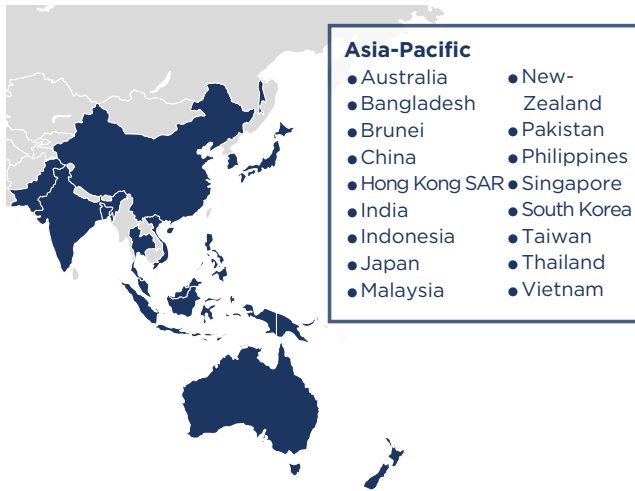 Asia-Pacific
• Australia
• Bangladesh
• Brunei
• China
• Hong Kong SAR
• India
• Indonesia
• Japan
• Malaysia
• New-
Zealand
• Pakistan
• Philippines
• Singapore
• South Korea
• Taiwan
• Thailand
• Vietnam